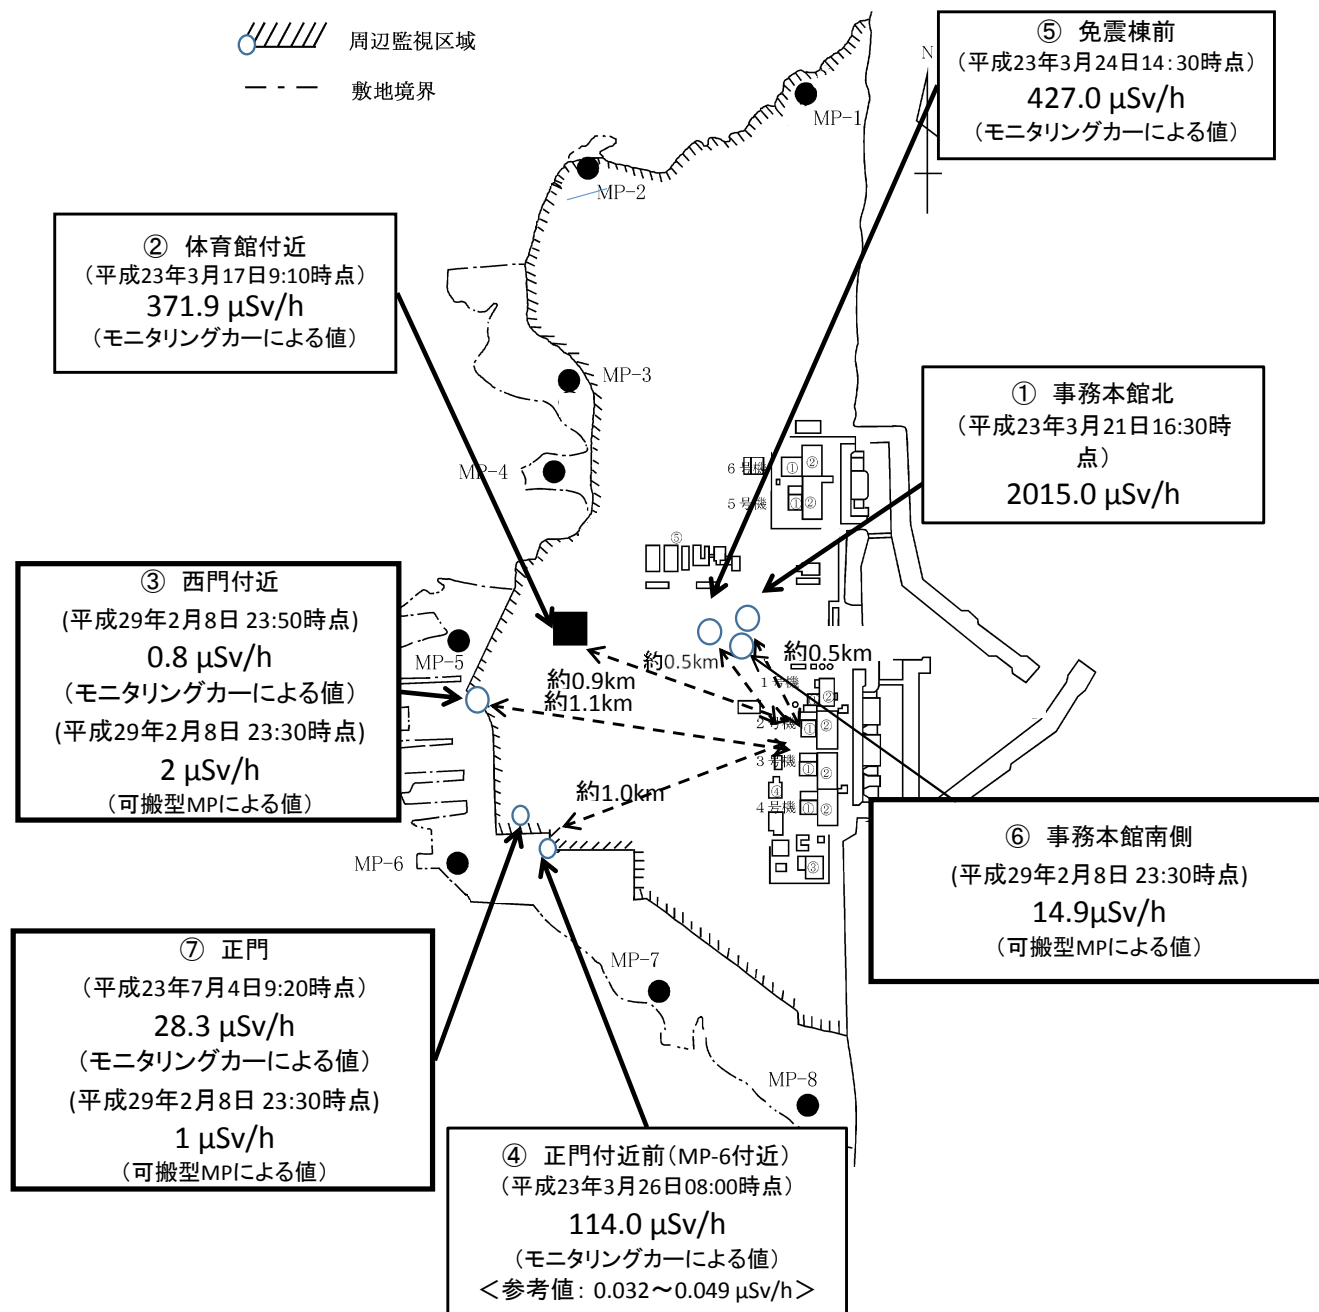 周辺監視区域
敷地境界
⑤ 免震棟前
(平成23年3月24日14:30時点)
427.0 µSv/h
(モニタリングカーによる値)
N
MP-1
MP-2
② 体育館付近
(平成23年3月17日9:10時点)
371.9 µSv/h
(モニタリングカーによる値)
MP-3
① 事務本館北
(平成23年3月21日16:30時
点)
2015.0 µSv/h
MP-4
6号機
①
②
5号機
①
②
⑤
③ 西門付近
(平成29年2月8日 23:50時点)
0.8 µSv/h
(モニタリングカーによる値)
(平成29年2月8日 23:30時点)
2 µSv/h
(可搬型MPによる値)
MP-5
約0.5km
約0.5km
約0.9km
約1.1km
1号機
②
2号機
①
②
3号機
①
②
約1.0km
④
4号機
①
②
③
MP-6
⑥ 事務本館南側
(平成29年2月8日 23:30時点)
14.9µSv/h
(可搬型MPによる値)
⑦ 正門
(平成23年7月4日9:20時点)
28.3 µSv/h
(モニタリングカーによる値)
(平成29年2月8日 23:30時点)
1 µSv/h
(可搬型MPによる値)
MP-7
MP-8
④ 正門付近前(MP-6付近)
(平成23年3月26日08:00時点)
114.0 µSv/h
(モニタリングカーによる値)
<参考値: 0.032～0.049 µSv/h>